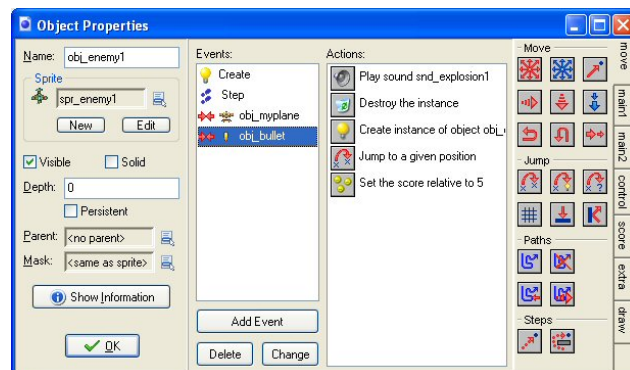 Object Properties
Name: obj_enemy1
Sprite
spr_enemy1
New Edit
Visible Solid
Depth: 0
Persistent
Parent: <no parent>
Mask: <same as sprite>
Show Information
OK
Events:
Create
Step
obj_myplane
obj_bullet
Add Event
Delete Change
Actions:
Play sound snd_explosion1
Destroy the instance
Create instance of object obj_
Jump to a given position
Set the score relative to 5
Move
Jump
Paths
Steps
move
main1
main2
control
score
extra
draw